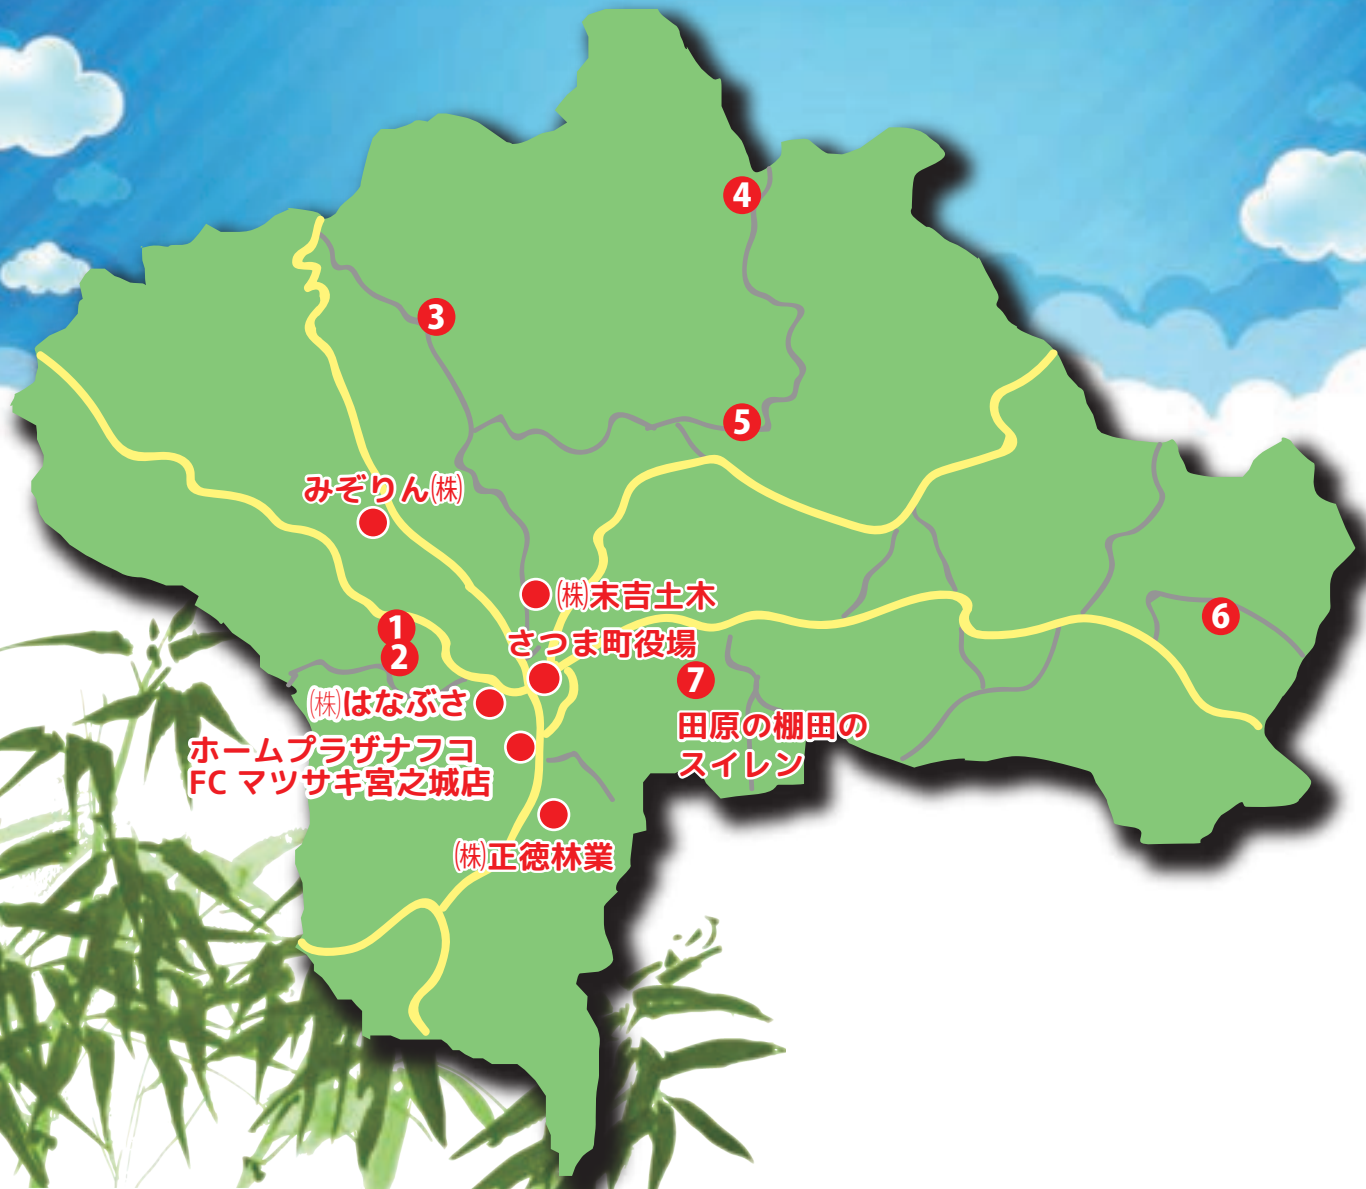 4
3
5
みぞりん㈱
㈱末吉土木
1
6
さつま町役場
2
7
㈱はなぶさ
田原の棚田の
スイレン
ホームプラザナフコ
FC マツサキ宮之城店
㈱正徳林業